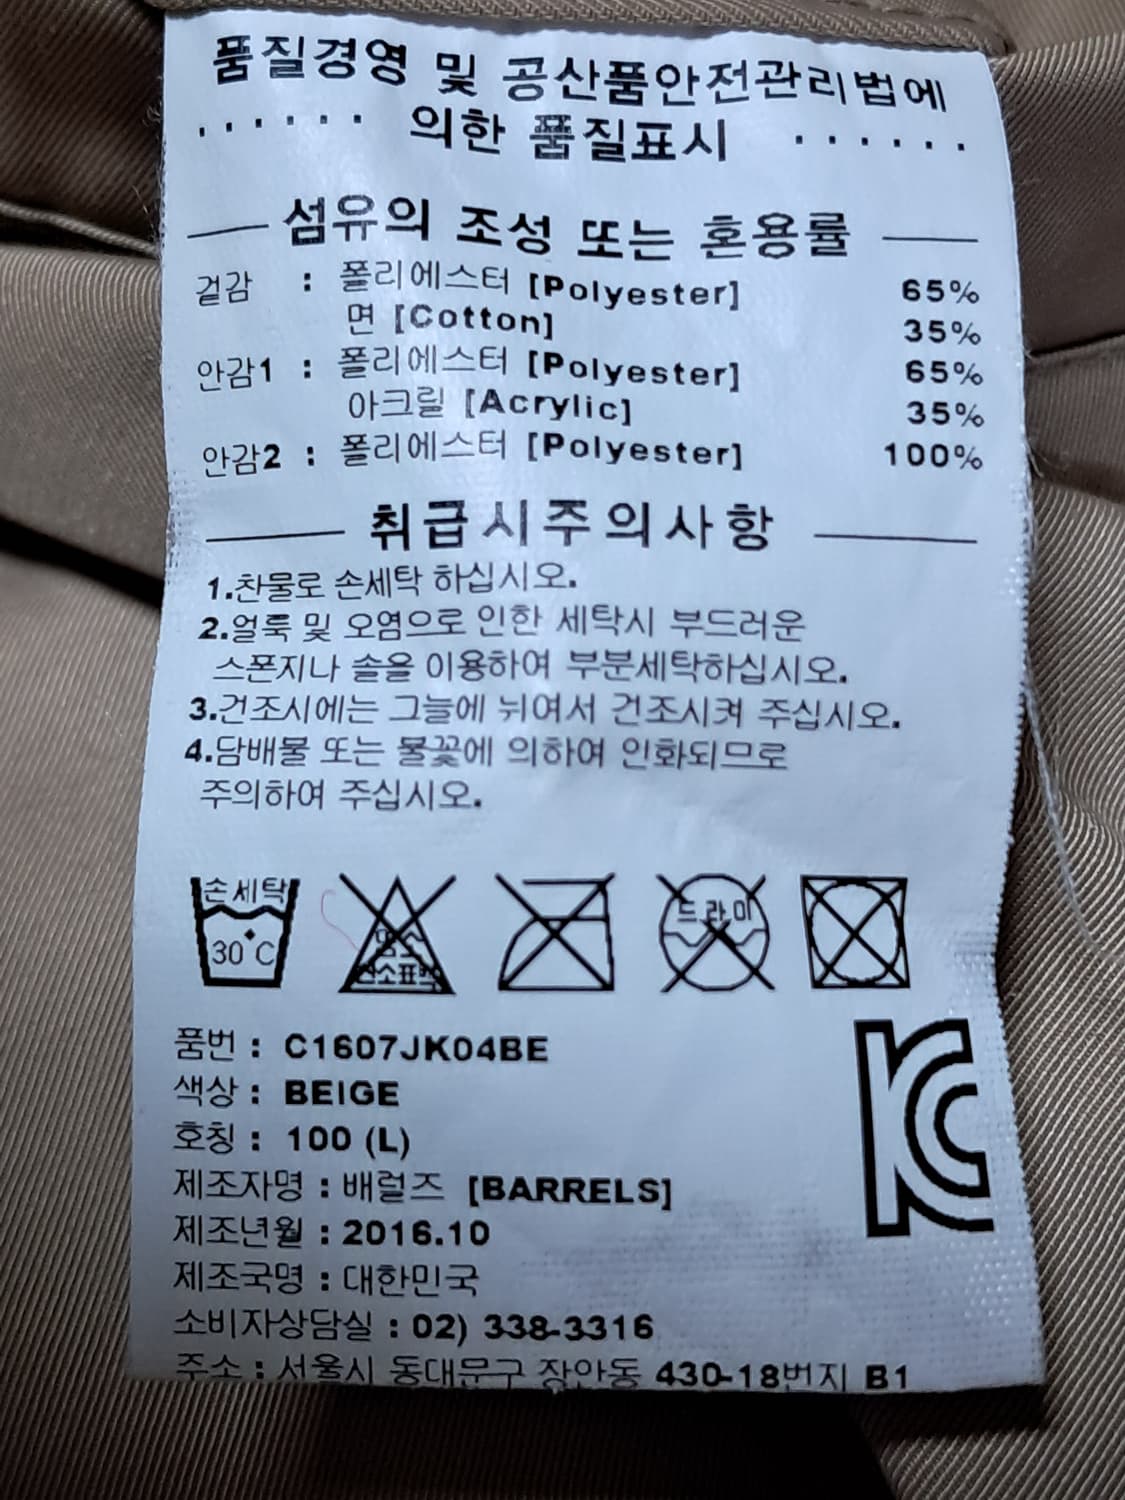 품질경영 및 공산품안전관리법에
······ 의한 품질표시 ······
섬유의 조성 또는 혼용률
겉감 : 폴리에스터 [Polyester] 65%
면 [Cotton] 35%
안감1 : 폴리에스터 [Polyester] 65%
아크릴 [Acrylic] 35%
안감2 : 폴리에스터 [Polyester] 100%
취급시주의사항
1.찬물로 손세탁 하십시오.
2.얼룩 및 오염으로 인한 세탁시 부드러운
스폰지나 솔을 이용하여 부분세탁하십시오.
3.건조시에는 그늘에 뉘여서 건조시켜 주십시오.
4.담배불 또는 불꽃에 의하여 인화되므로
주의하여 주십시오.
손세탁
30°C
드라이
품번 : C1607JK04BE
색상 : BEIGE
호칭 : 100 (L)
제조자명 : 배럴즈 [BARRELS]
제조년월 : 2016.10
제조국명 : 대한민국
소비자상담실 : 02) 338-3316
주소 : 서울시 동대문구 장안동 430-18번지 B1
KC